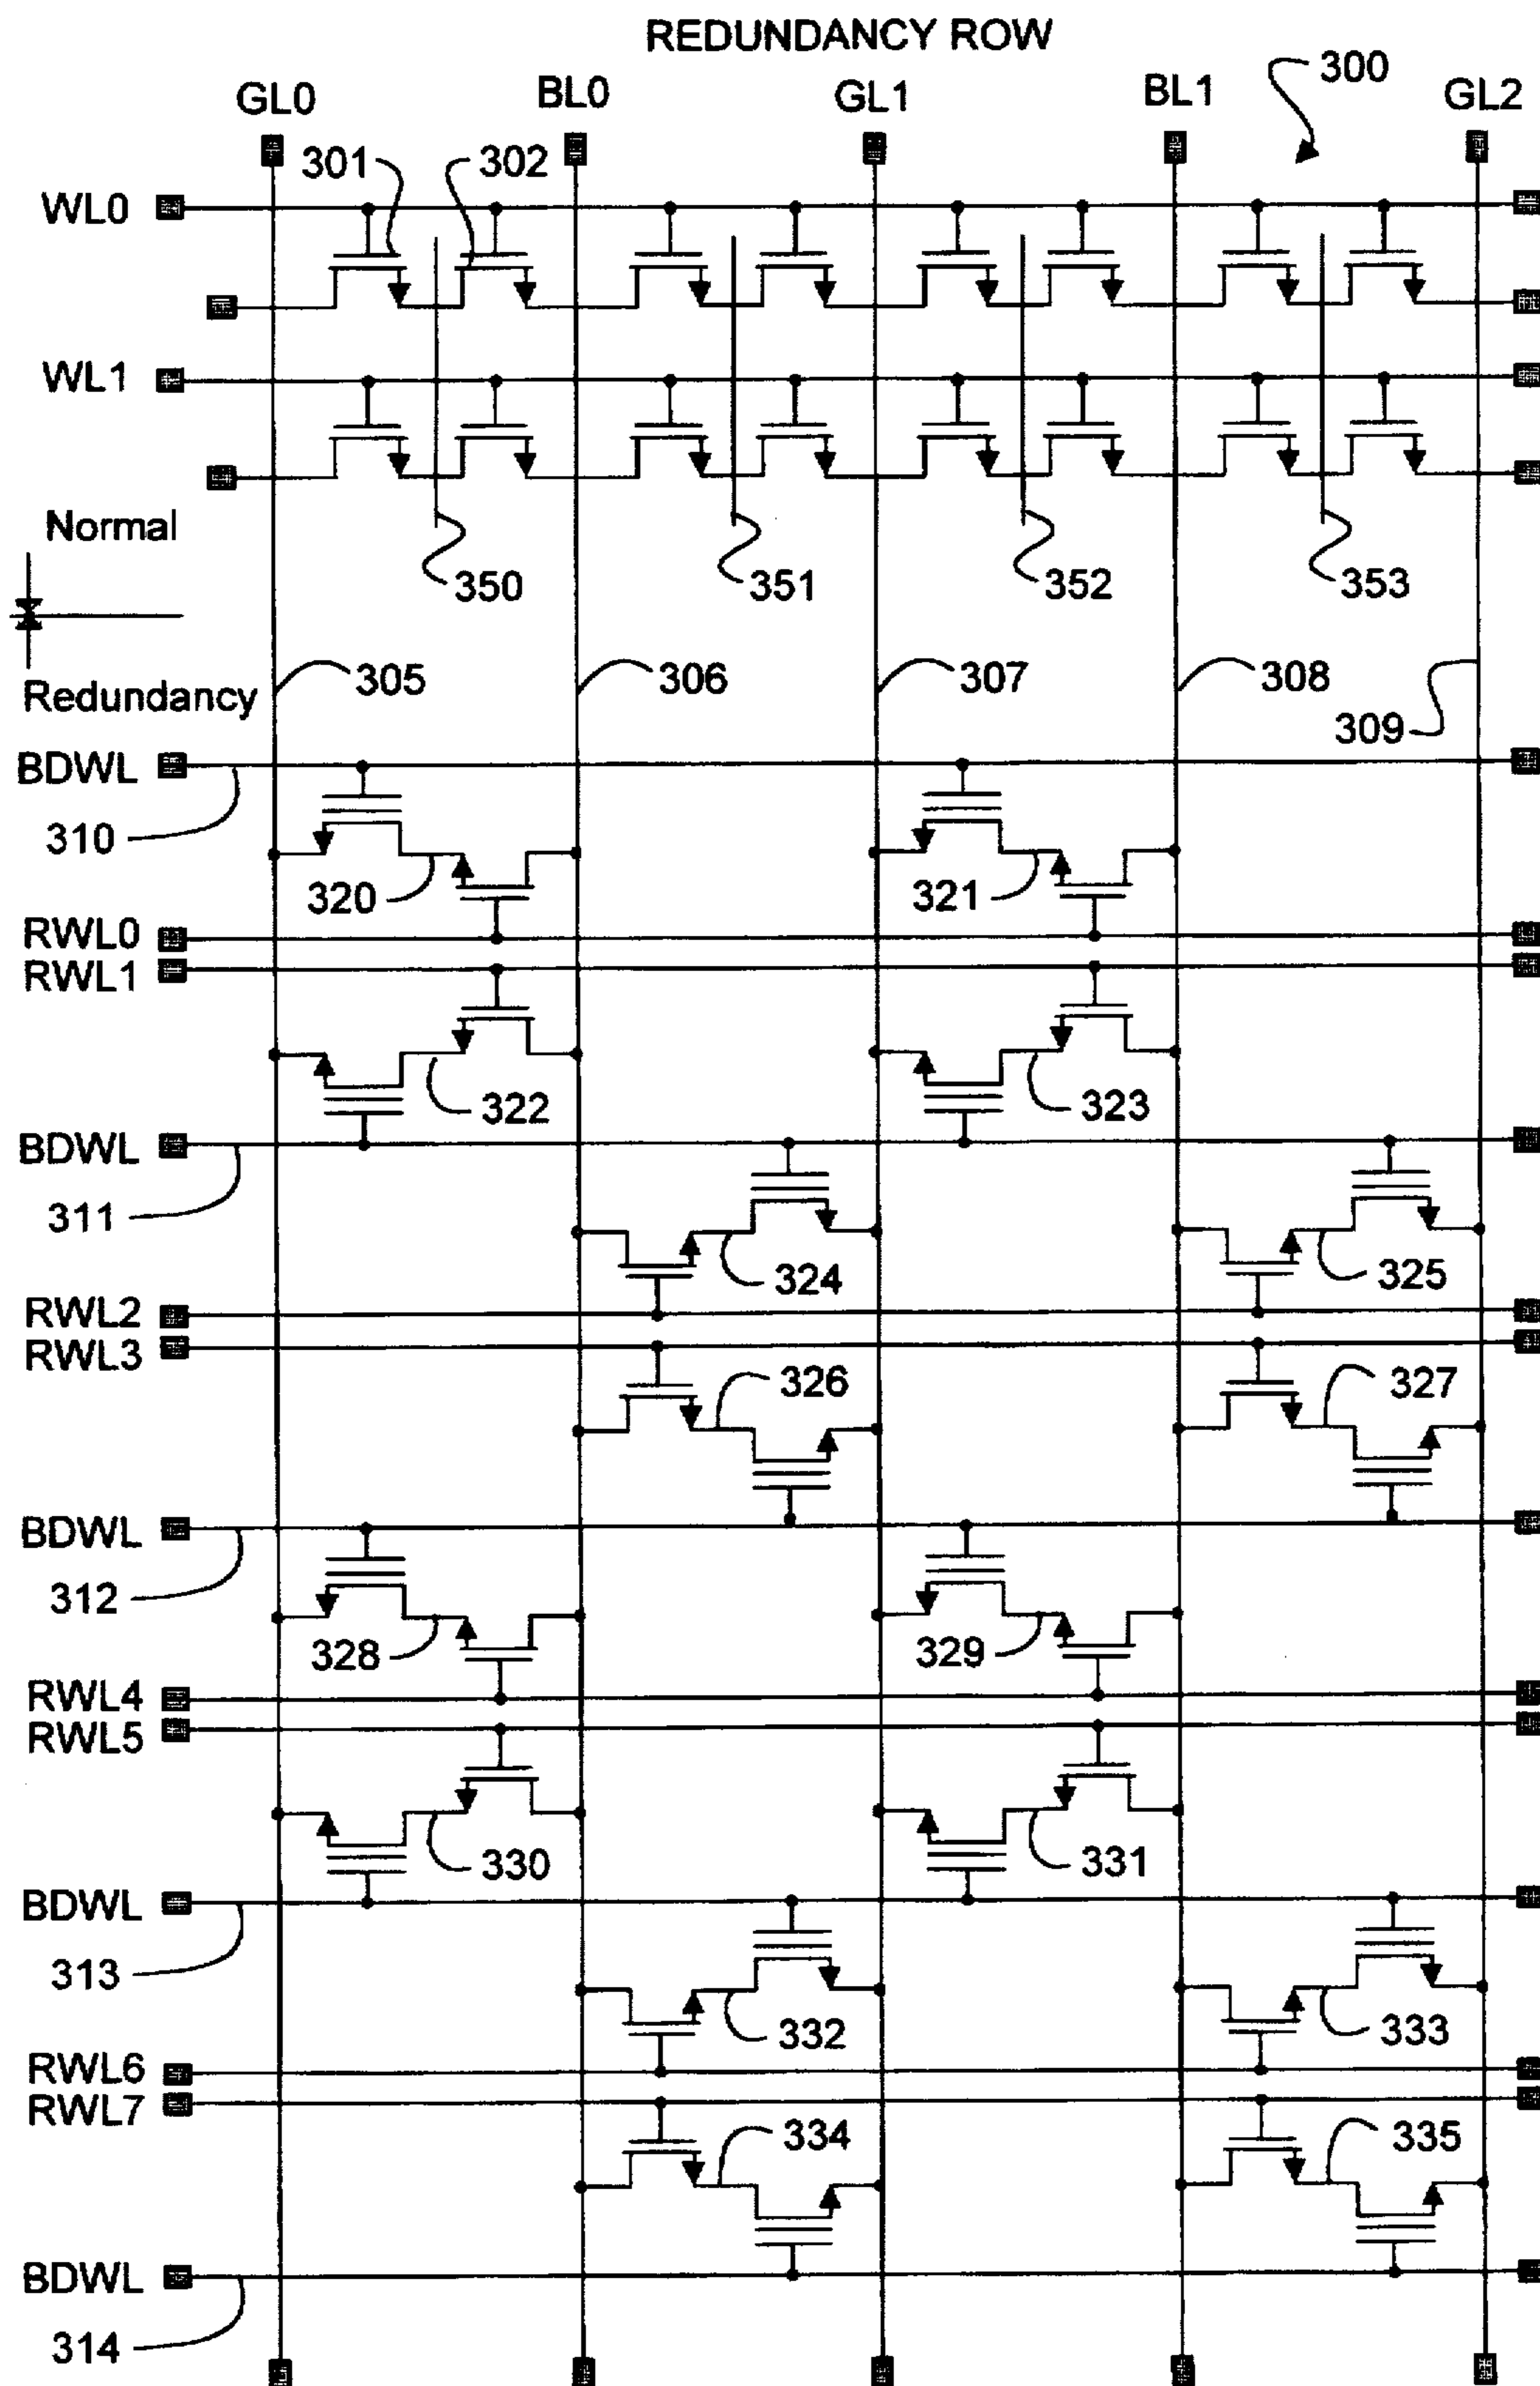 REDUNDANCY ROW
300
GL0 BL0 GL1 BL1 GL2
301 302
WL0
WL1
Normal
350 351 352 353
Redundancy
305 306 307 308 309
BDWL
310
320 321
RWL0
RWL1
322 323
BDWL
311
324 325
RWL2
RWL3
326 327
BDWL
312
328 329
RWL4
RWL5
330 331
BDWL
313
332 333
RWL6
RWL7
334 335
BDWL
314